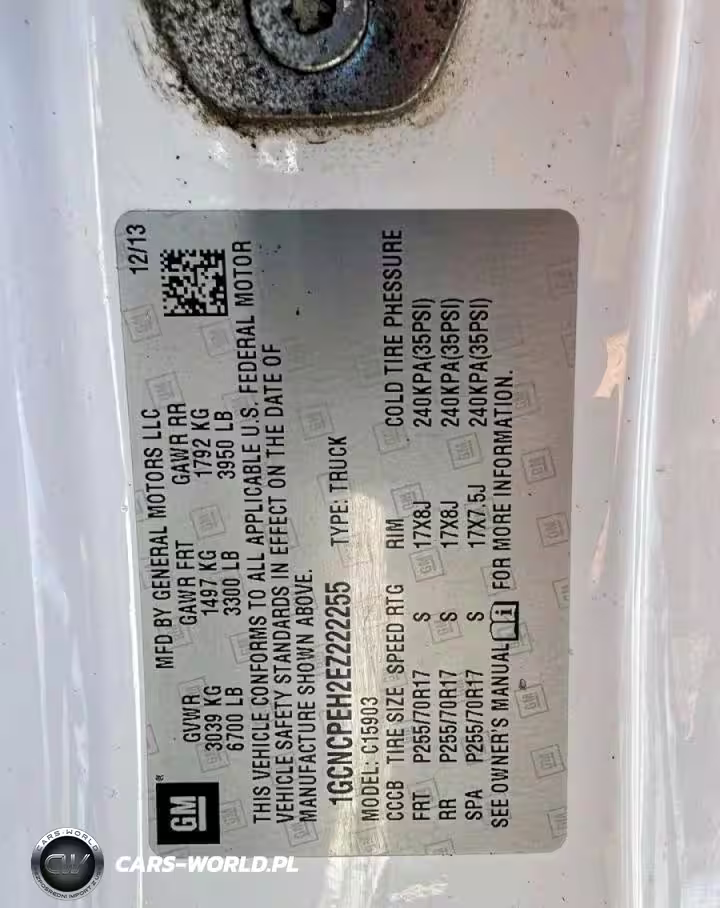 GM
®
MFD BY GENERAL MOTORS LLC 12/13
GVWR GAWR FRT GAWR RR
3039 KG 1497 KG 1792 KG
6700 LB 3300 LB 3950 LB
THIS VEHICLE CONFORMS TO ALL APPLICABLE U.S. FEDERAL MOTOR
VEHICLE SAFETY STANDARDS IN EFFECT ON THE DATE OF
MANUFACTURE SHOWN ABOVE.
1GCNCPEH2EZ222255 TYPE: TRUCK
MODEL: C15903
CCCB TIRE SIZE SPEED RTG RIM COLD TIRE PRESSURE
FRT P255/70R17 S 17X8J 240KPA(35PSI)
RR P255/70R17 S 17X8J 240KPA(35PSI)
SPA P255/70R17 S 17X7.5J 240KPA(35PSI)
SEE OWNER'S MANUAL i FOR MORE INFORMATION.
CARS-WORLD.PL
CW
CARS-WORLD.PL